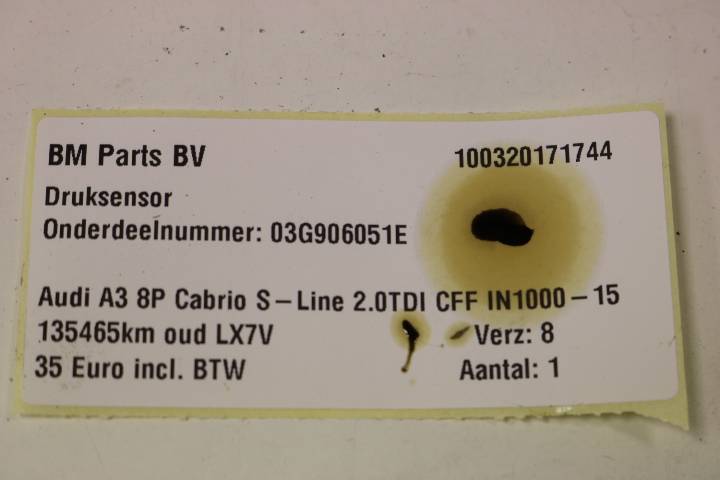 BM Parts BV 100320171744
Druksensor
Onderdeelnummer: 03G906051E
Audi A3 8P Cabrio S-Line 2.0TDI CFF IN1000-15
135465km oud LX7V Verz: 8
35 Euro incl. BTW Aantal: 1